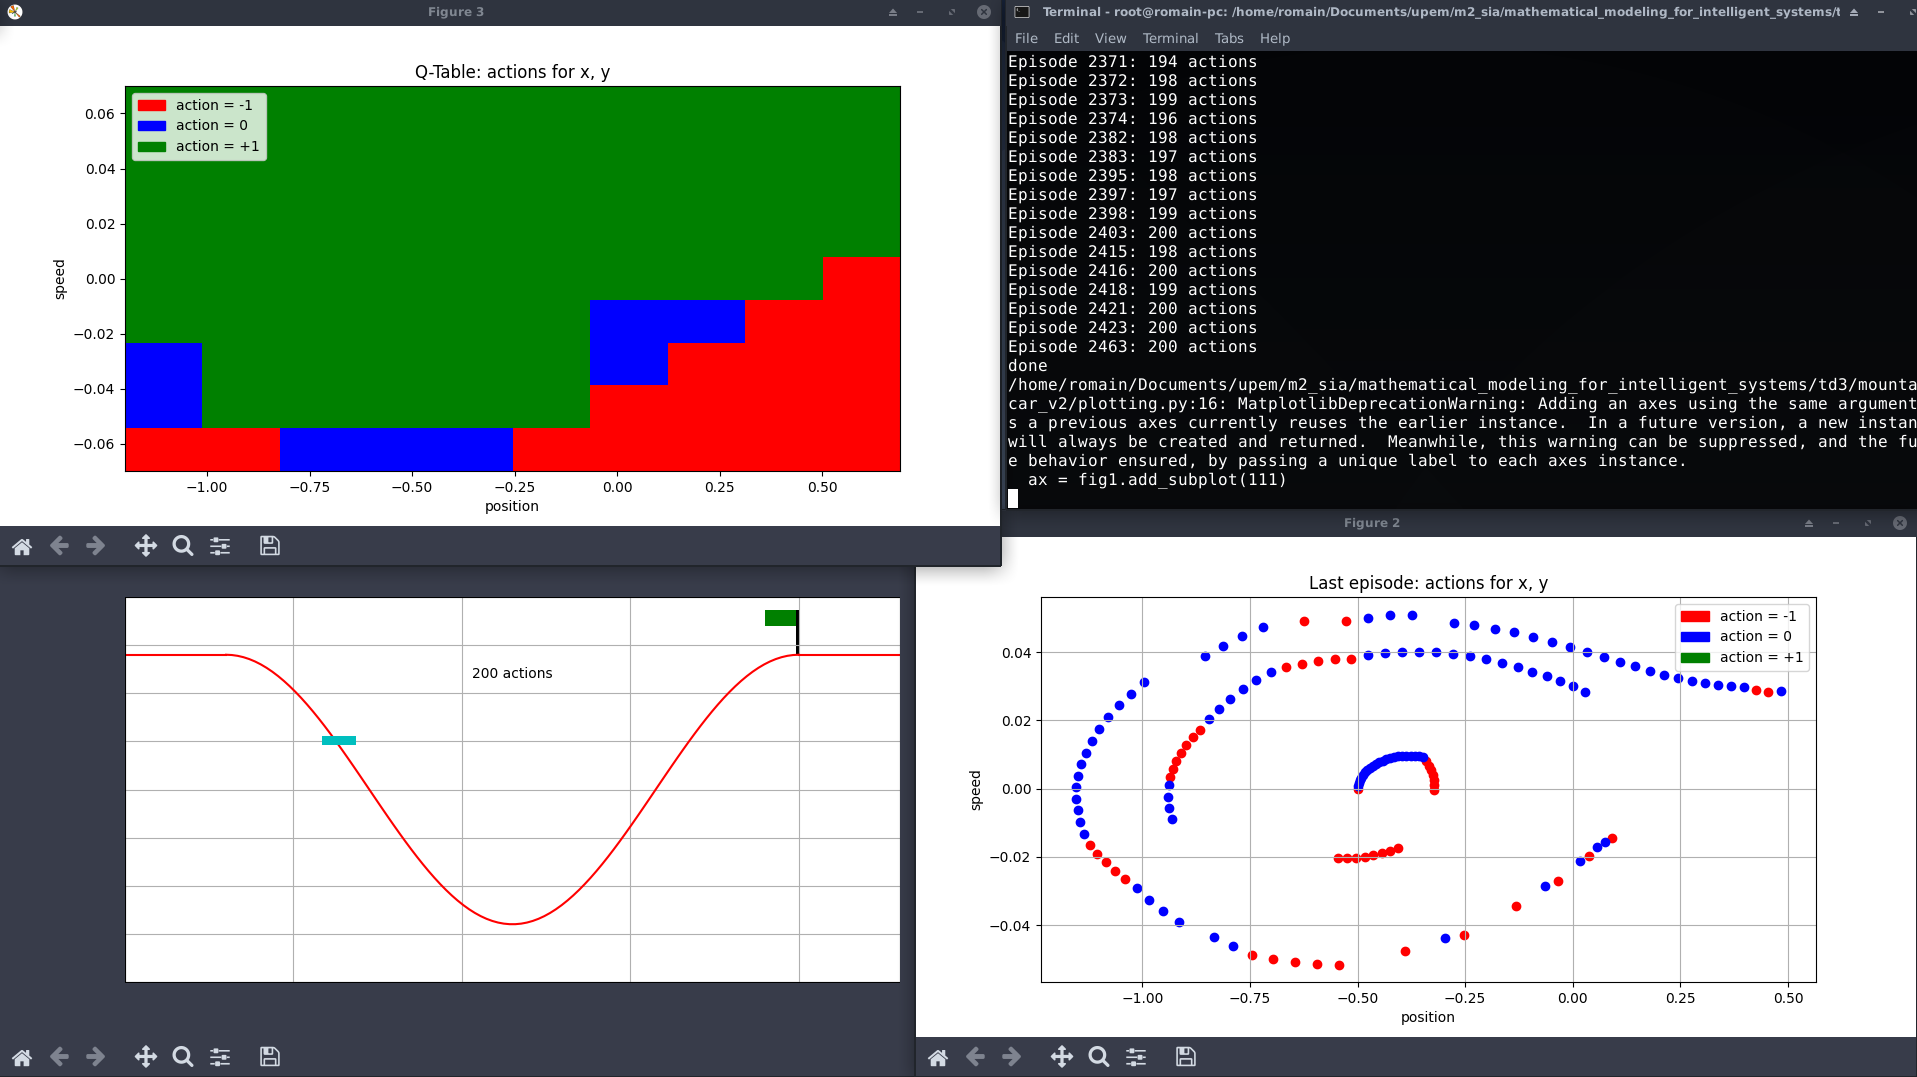 Figure 3
Q-Table: actions for x, y
action = -1
action = 0
action = +1
0.06
0.04
0.02
0.00
−0.02
−0.04
−0.06
speed
−1.00
−0.75
−0.50
−0.25
0.00
0.25
0.50
position
Terminal - root@romain-pc: /home/romain/Documents/upem/m2_sia/mathematical_modeling_for_intelligent_systems/t
File Edit View Terminal Tabs Help
Episode 2371: 194 actions
Episode 2372: 198 actions
Episode 2373: 199 actions
Episode 2374: 196 actions
Episode 2382: 198 actions
Episode 2383: 197 actions
Episode 2395: 198 actions
Episode 2397: 197 actions
Episode 2398: 199 actions
Episode 2403: 200 actions
Episode 2415: 198 actions
Episode 2416: 200 actions
Episode 2418: 199 actions
Episode 2421: 200 actions
Episode 2423: 200 actions
Episode 2463: 200 actions
done
/home/romain/Documents/upem/m2_sia/mathematical_modeling_for_intelligent_systems/td3/mounta
car_v2/plotting.py:16: MatplotlibDeprecationWarning: Adding an axes using the same argument
s a previous axes currently reuses the earlier instance.  In a future version, a new instan
will always be created and returned.  Meanwhile, this warning can be suppressed, and the fu
e behavior ensured, by passing a unique label to each axes instance.
  ax = fig1.add_subplot(111)
200 actions
Figure 2
Last episode: actions for x, y
action = -1
action = 0
action = +1
0.04
0.02
0.00
−0.02
−0.04
speed
−1.00
−0.75
−0.50
−0.25
0.00
0.25
0.50
position